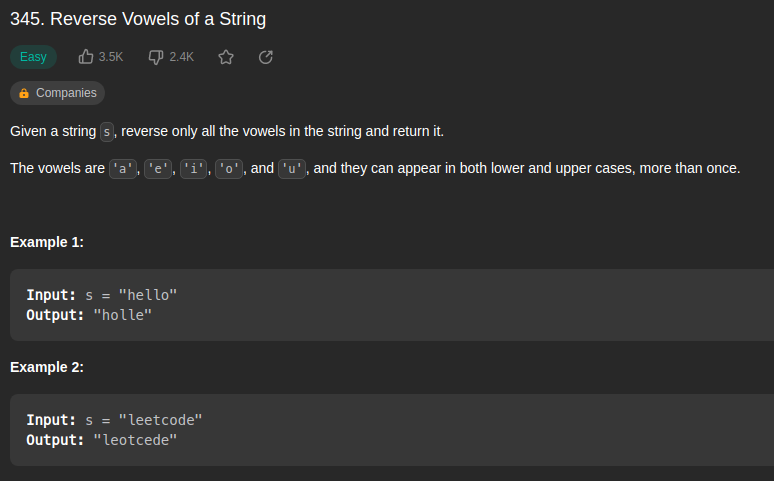 345. Reverse Vowels of a String
Easy 3.5K 2.4K
Companies
Given a string s, reverse only all the vowels in the string and return it.
The vowels are 'a', 'e', 'i', 'o', and 'u', and they can appear in both lower and upper cases, more than once.
Example 1:
Input: s = "hello"
Output: "holle"
Example 2:
Input: s = "leetcode"
Output: "leotcede"